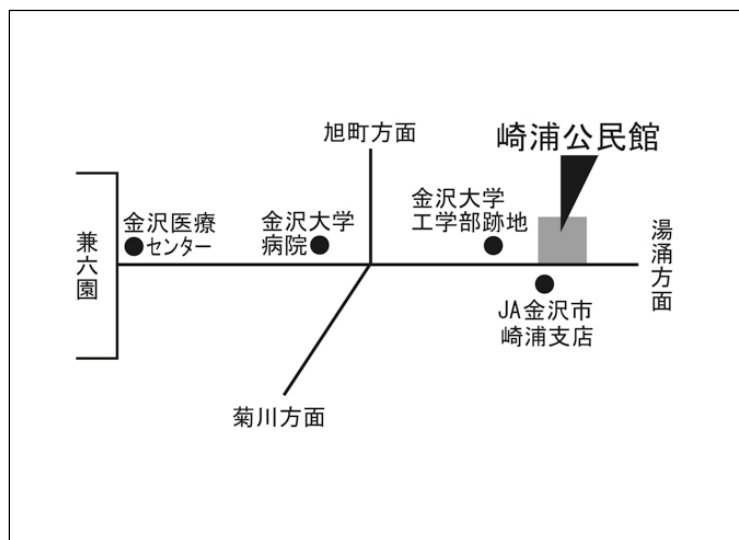 旭町方面
崎浦公民館
金沢医療
センター
金沢大学
病院
金沢大学
工学部跡地
兼六園
湯涌方面
JA金沢市
崎浦支店
菊川方面